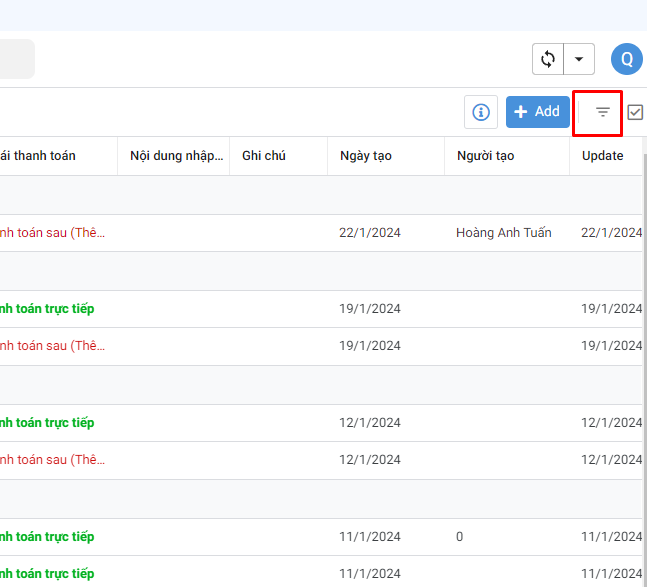 Q
Add
ái thanh toán Nội dung nhập... Ghi chú Ngày tạo Người tạo Update
nh toán sau (Thê... 22/1/2024 Hoàng Anh Tuấn 22/1/2024
nh toán trực tiếp 19/1/2024 19/1/2024
nh toán sau (Thê... 19/1/2024 19/1/2024
nh toán trực tiếp 12/1/2024 12/1/2024
nh toán sau (Thê... 12/1/2024 12/1/2024
nh toán trực tiếp 11/1/2024 0 11/1/2024
nh toán trực tiếp 11/1/2024 11/1/2024